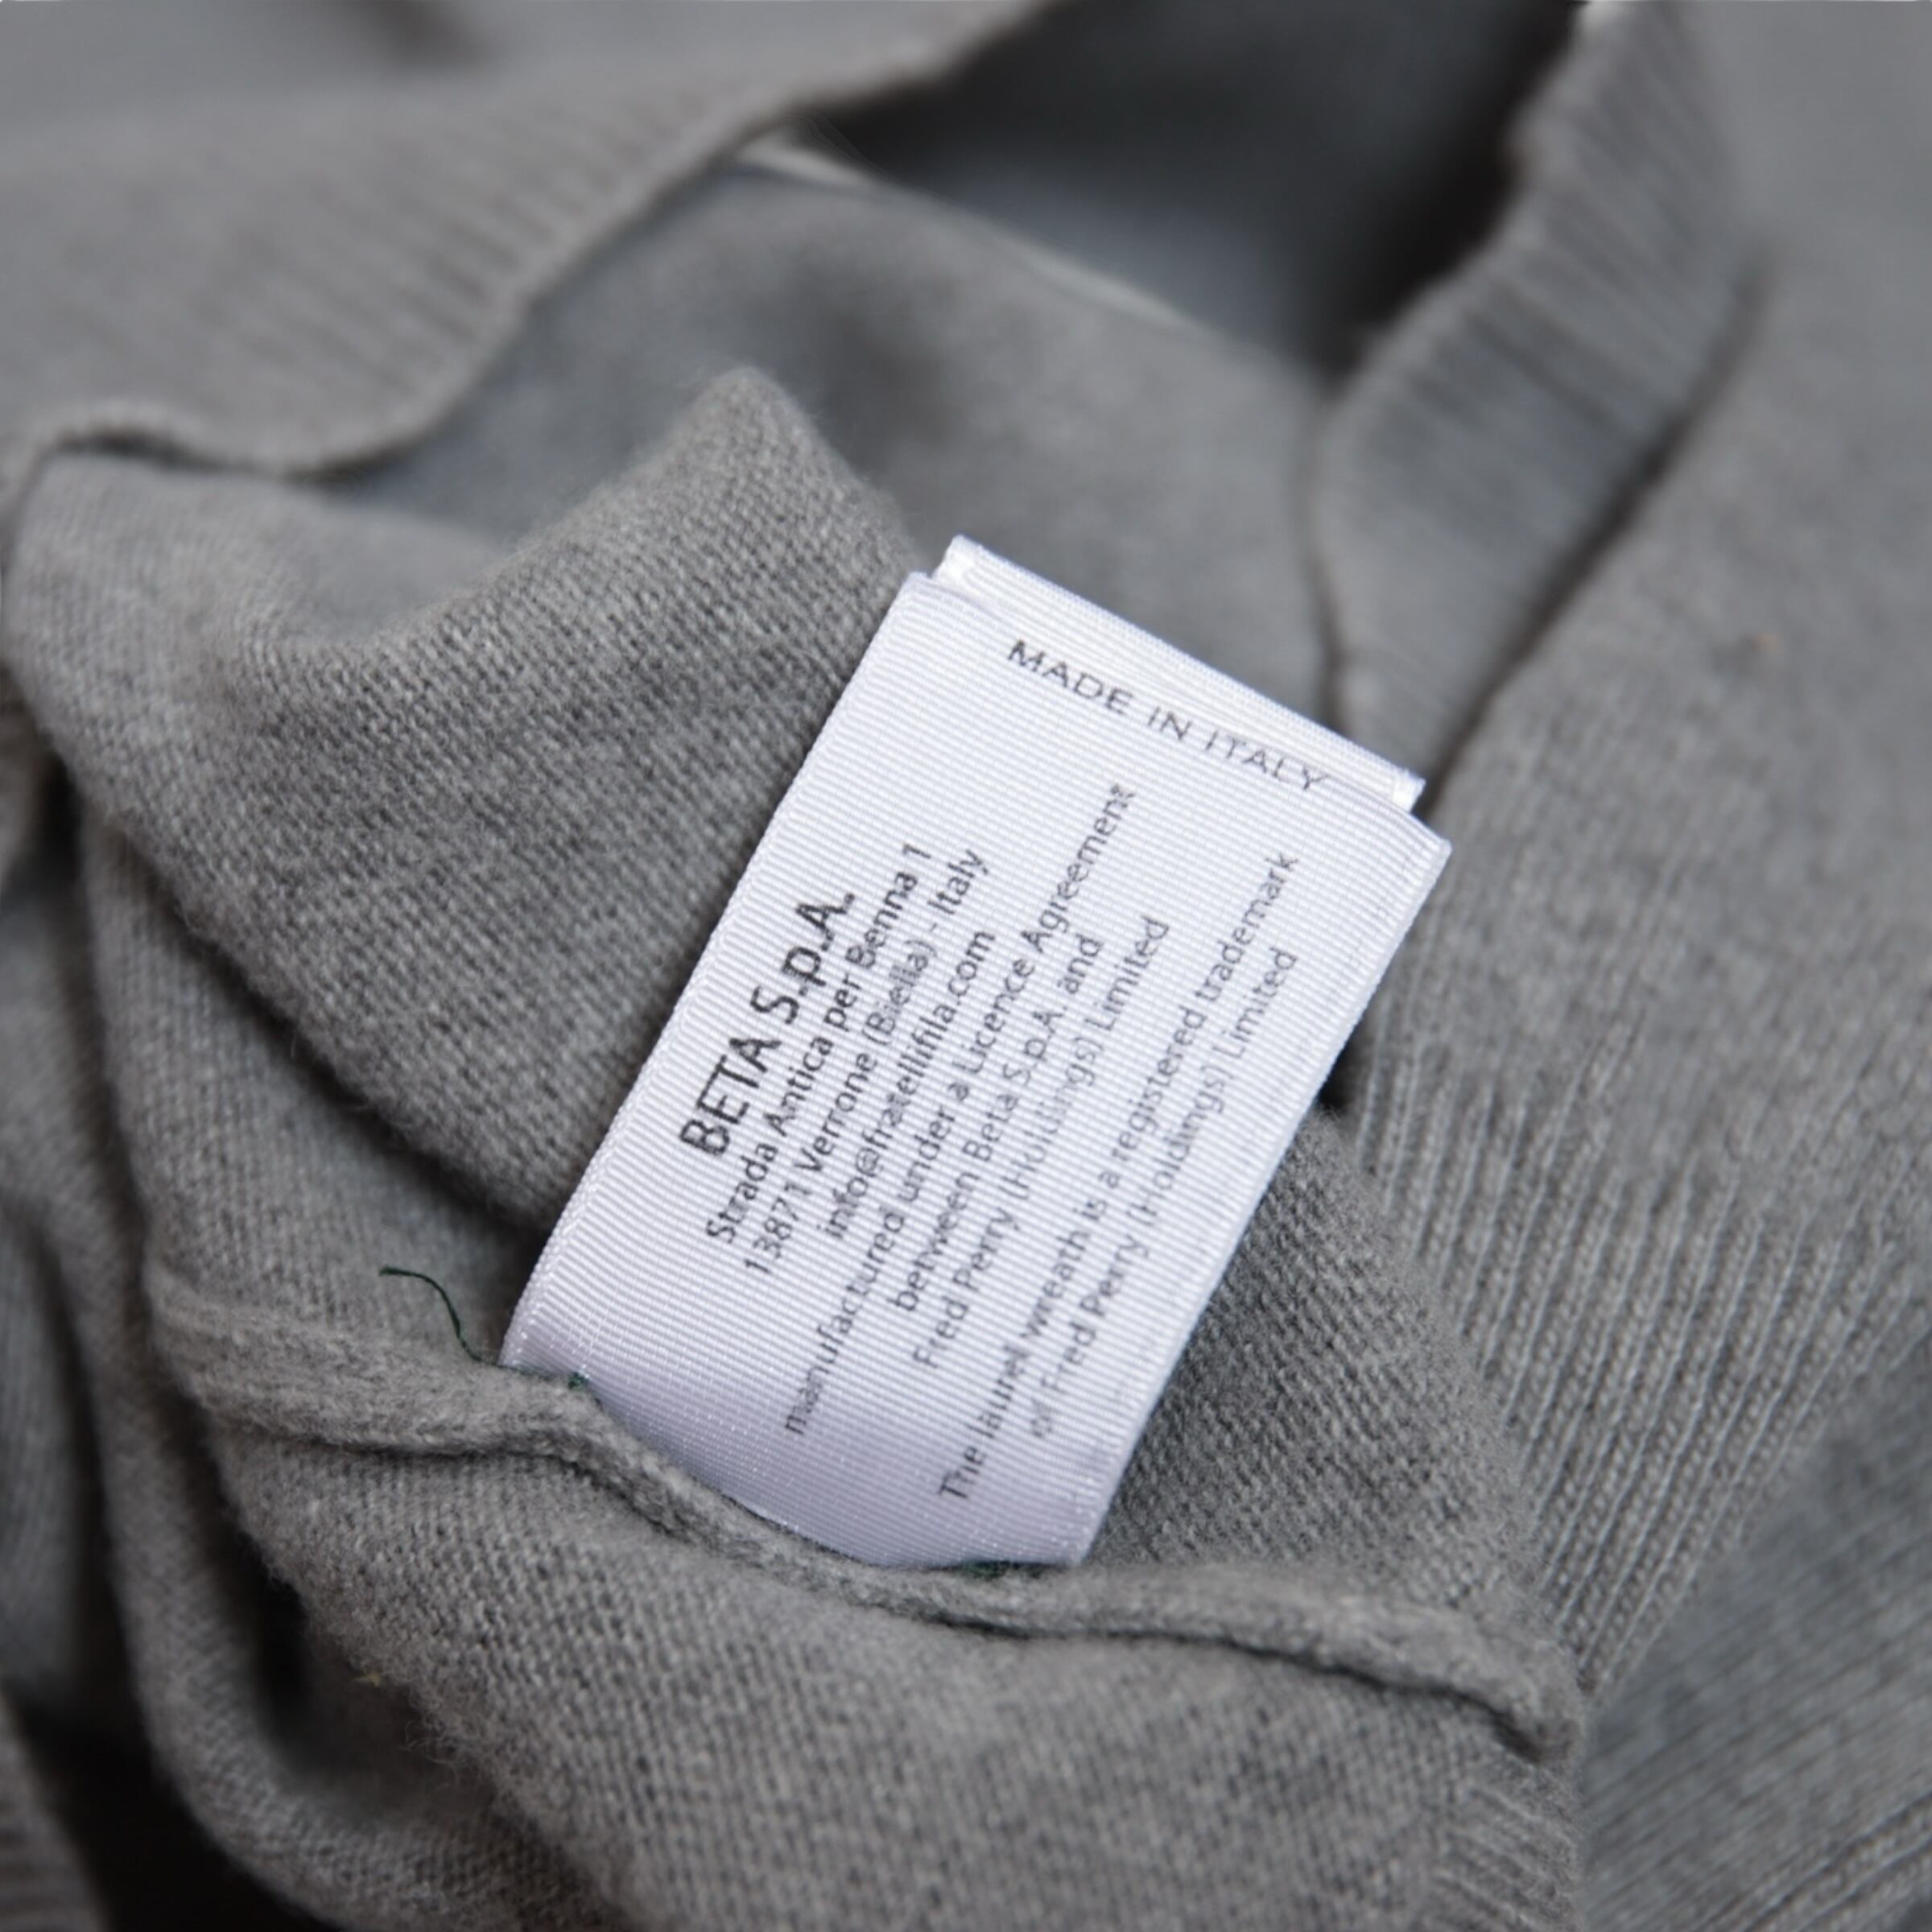 MADE IN ITALY
BETA S.p.A.
Strada Antica per Benna 1
13871 Verrone (Biella) - Italy
info@fratellifila.com
manufactured under a Licence Agreement
between Beta S.p.A. and
Fred Perry (Holdings) Limited
The laurel wreath is a registered trademark
of Fred Perry (Holdings) Limited